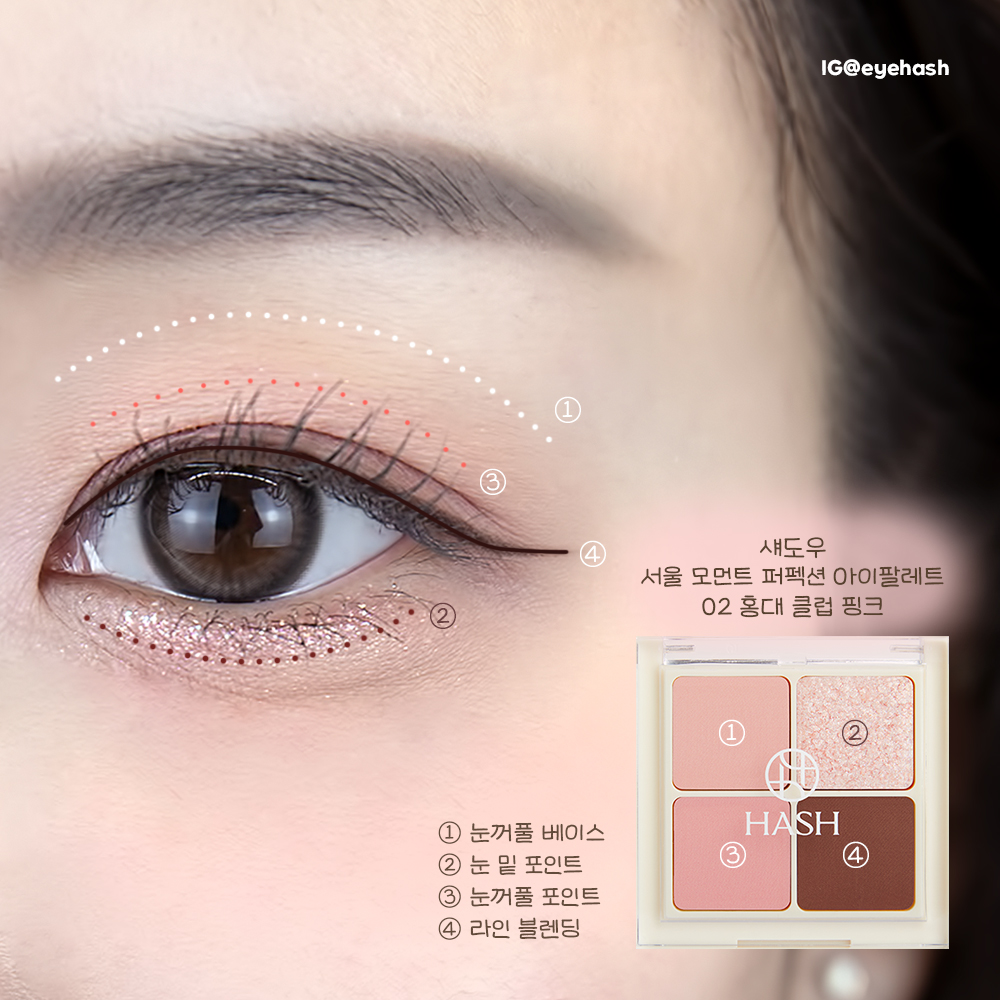 IG@eyehash
①
③
④
②
섀도우
서울 모먼트 퍼펙션 아이팔레트
02 홍대 클럽 핑크
① ②
HASH
③ ④
① 눈꺼풀 베이스
② 눈 밑 포인트
③ 눈꺼풀 포인트
④ 라인 블렌딩